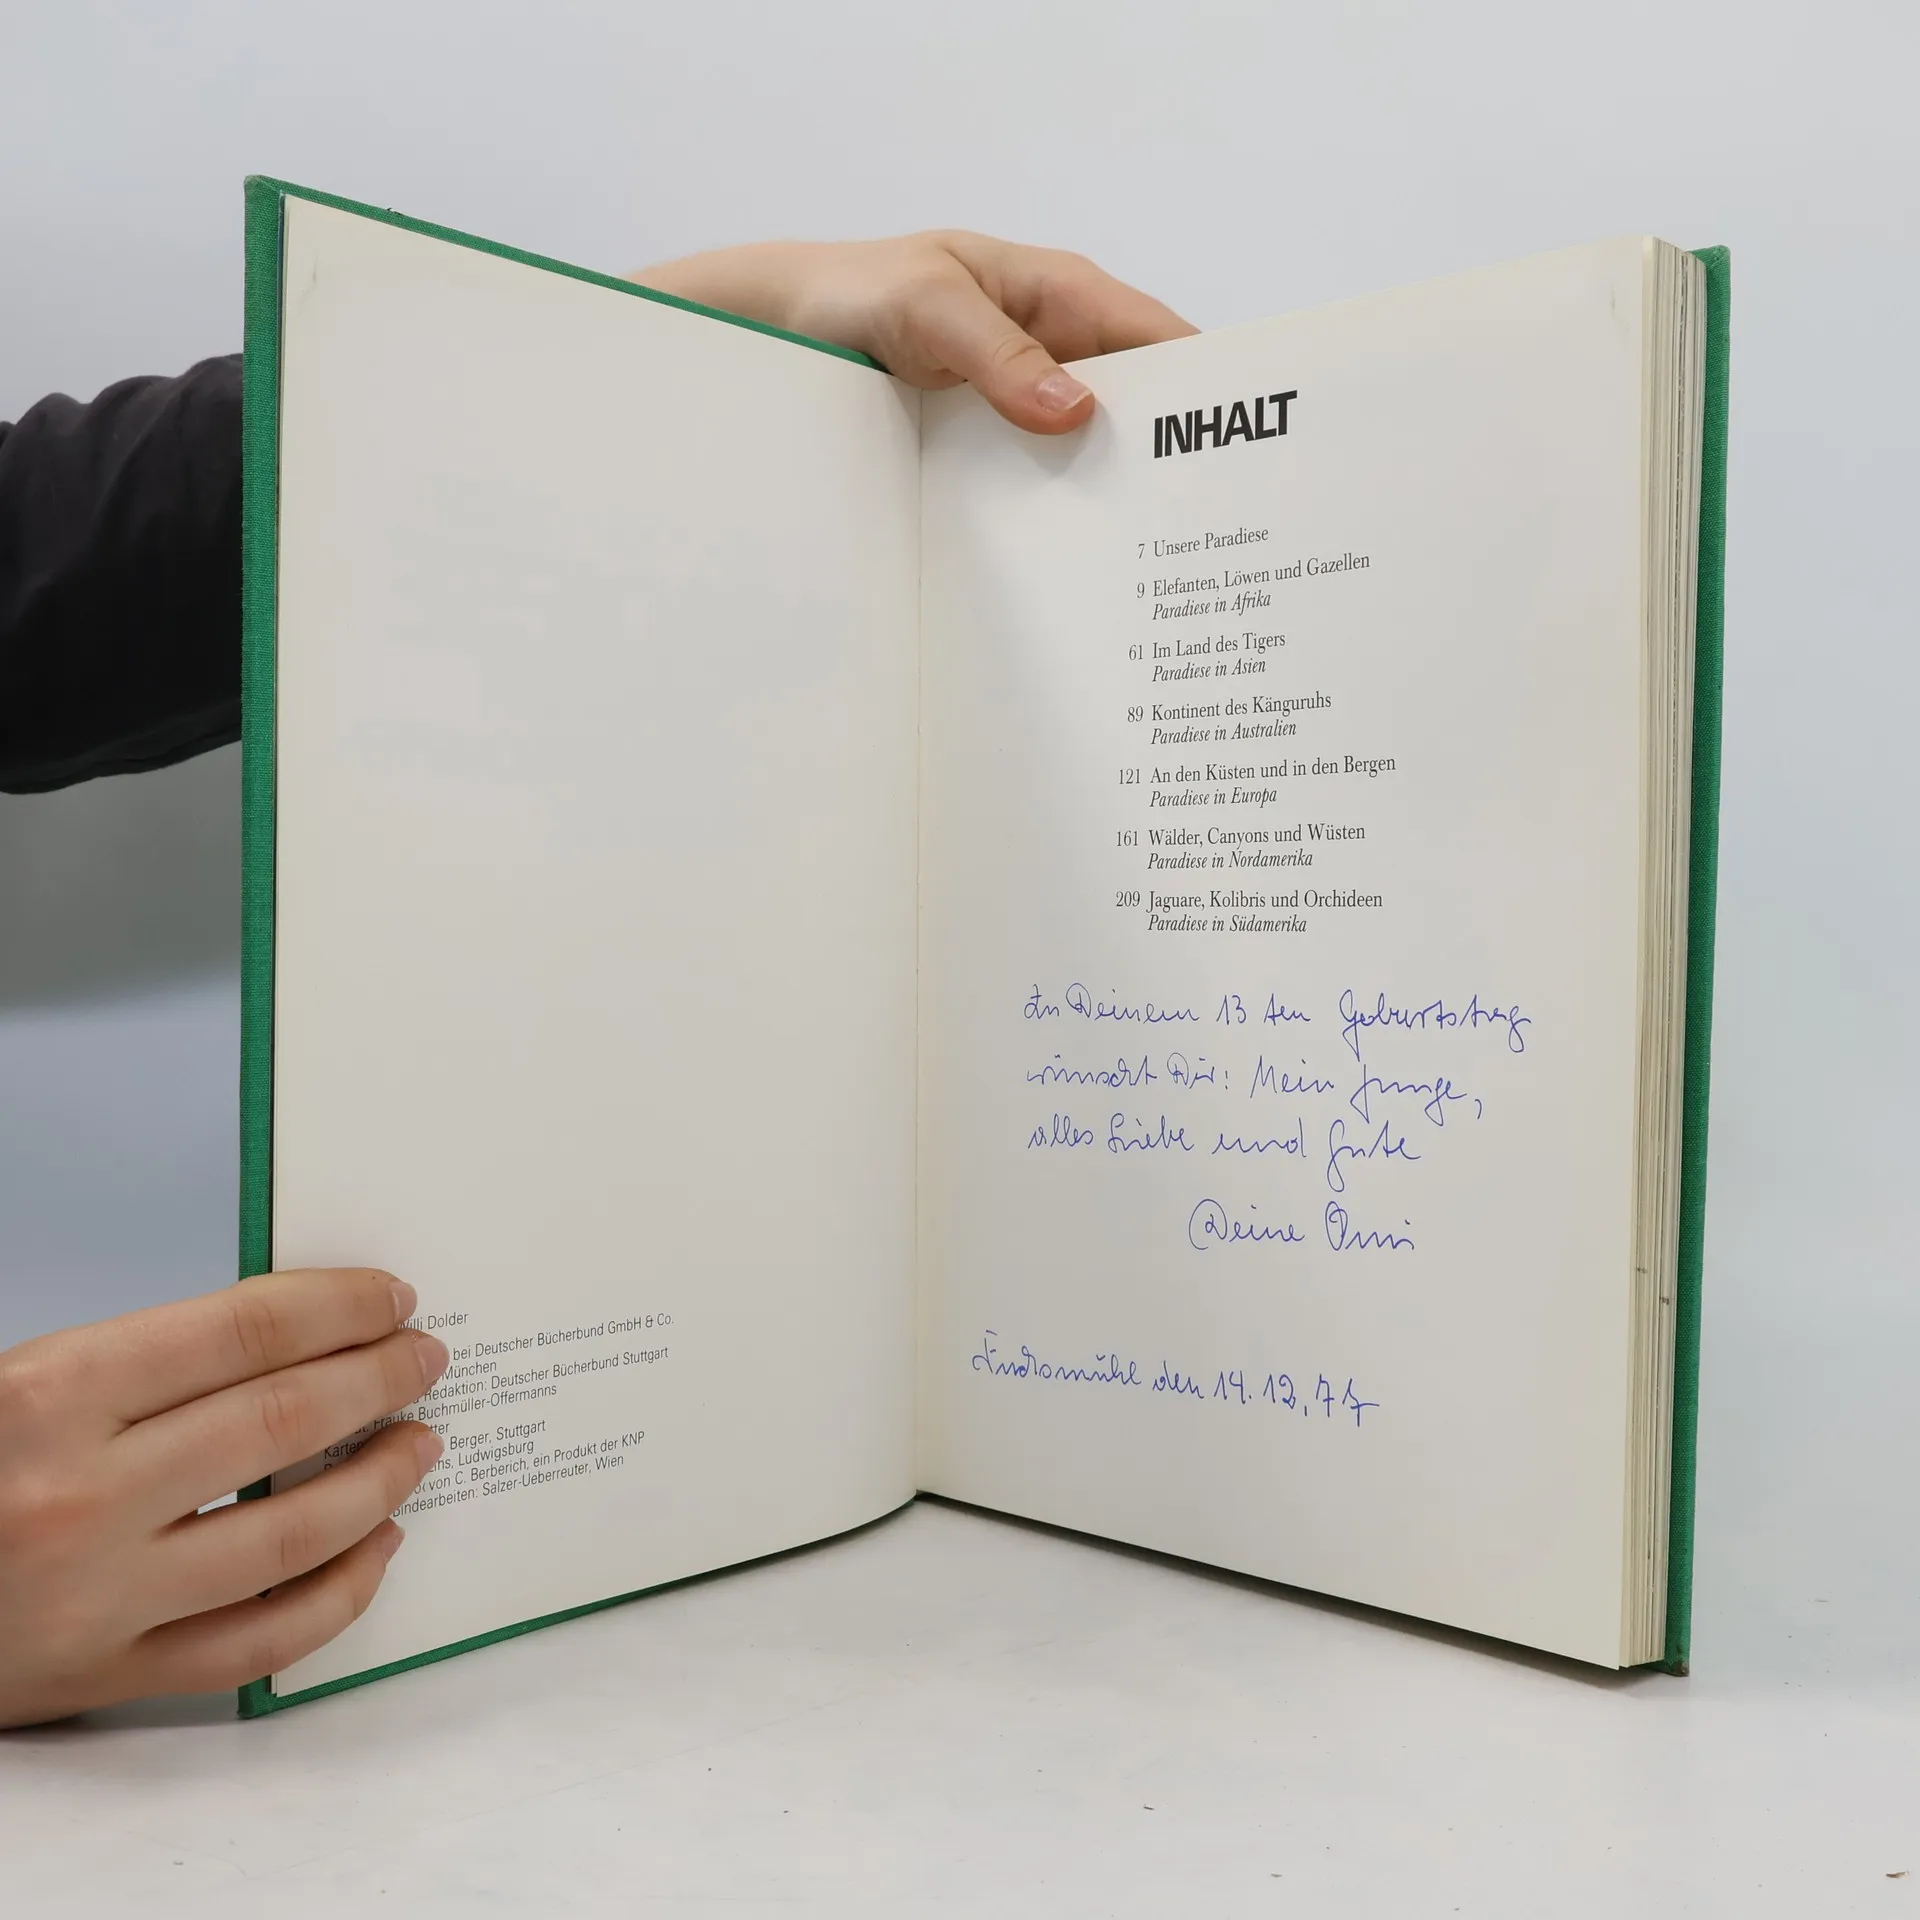 Willi Dolder
bei Deutscher Bücherbund GmbH & Co.
München
Redaktion: Deutscher Bücherbund Stuttgart
Frauke Buchmüller-Offermanns
Karten
Berger, Stuttgart
Ludwigsburg
von C. Berberich, ein Produkt der KNP
Bindearbeiten: Salzer-Ueberreuter, Wien
INHALT
7 Unsere Paradiese
9 Elefanten, Löwen und Gazellen
Paradiese in Afrika
61 Im Land des Tigers
Paradiese in Asien
89 Kontinent des Känguruhs
Paradiese in Australien
121 An den Küsten und in den Bergen
Paradiese in Europa
161 Wälder, Canyons und Wüsten
Paradiese in Nordamerika
209 Jaguare, Kolibris und Orchideen
Paradiese in Südamerika
Zu Deinem 13 ten Geburtstag
wünscht Dir: Mein Junge,
alles Liebe und Gute
Deine Omi
den 14. 12. 77